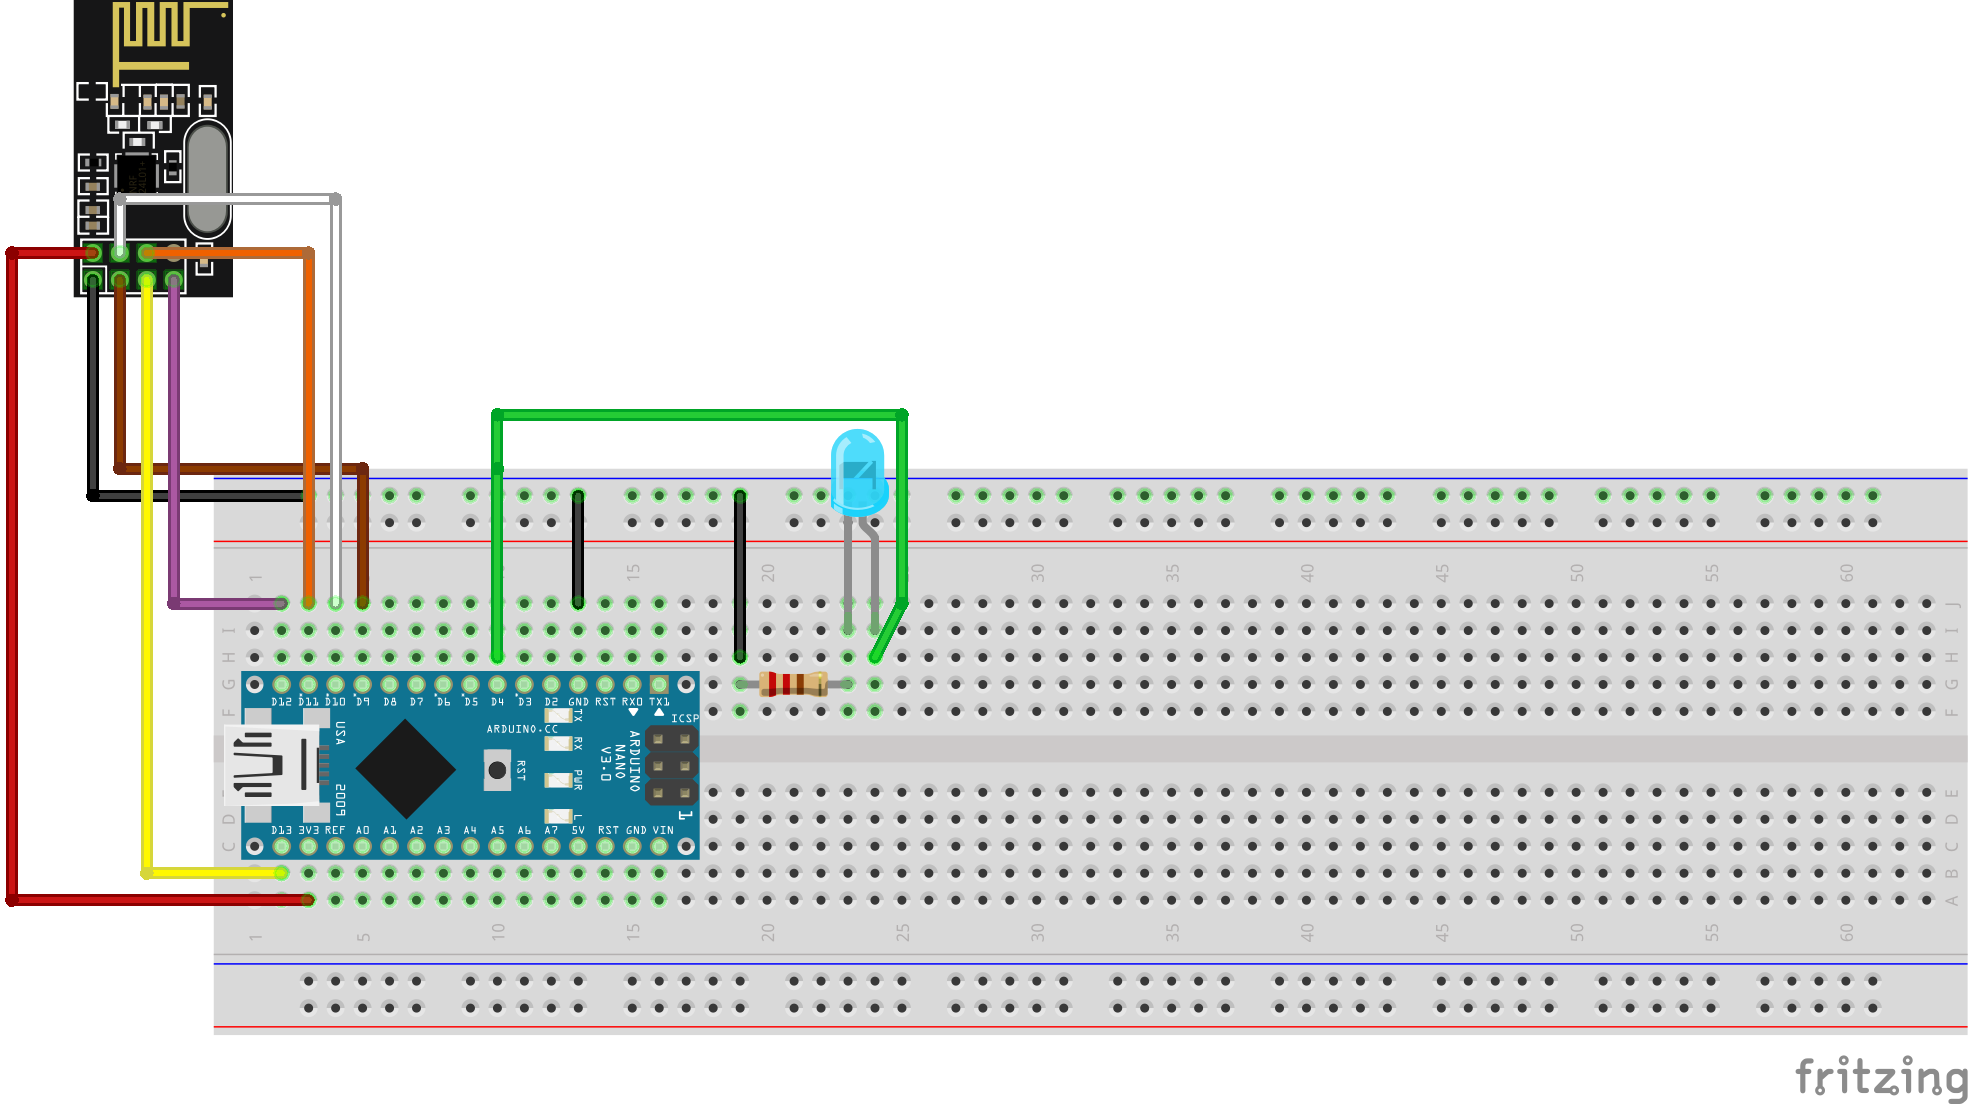 1 5 10 15 20 25 30 35 40 45 50 55 60
J
I I
H H
G G
F F
D12 D11 D10 D9 D8 D7 D6 D5 D4 D3 D2 GND RST RX0 TX1
ICSP
USA
ARDUINO.CC
TX
RX
RST
PWR
L
ARDUINO
NANO
V3.0
2009
1
D13 3V3 REF A0 A1 A2 A3 A4 A5 A6 A7 5V RST GND VIN
E
D D
C C
B
A
1 5 10 15 20 25 30 35 40 45 50 55 60
fritzing